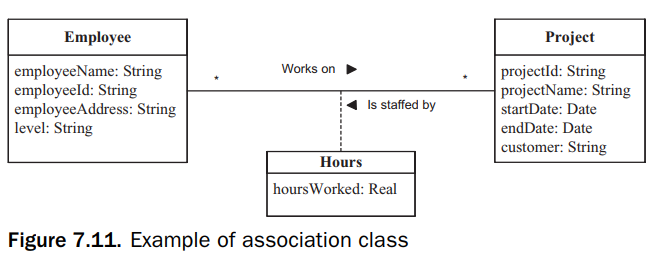 Employee
employeeName: String
employeeId: String
employeeAddress: String
level: String
*
Works on ▶
*
◀ Is staffed by
Project
projectId: String
projectName: String
startDate: Date
endDate: Date
customer: String
Hours
hoursWorked: Real
Figure 7.11. Example of association class